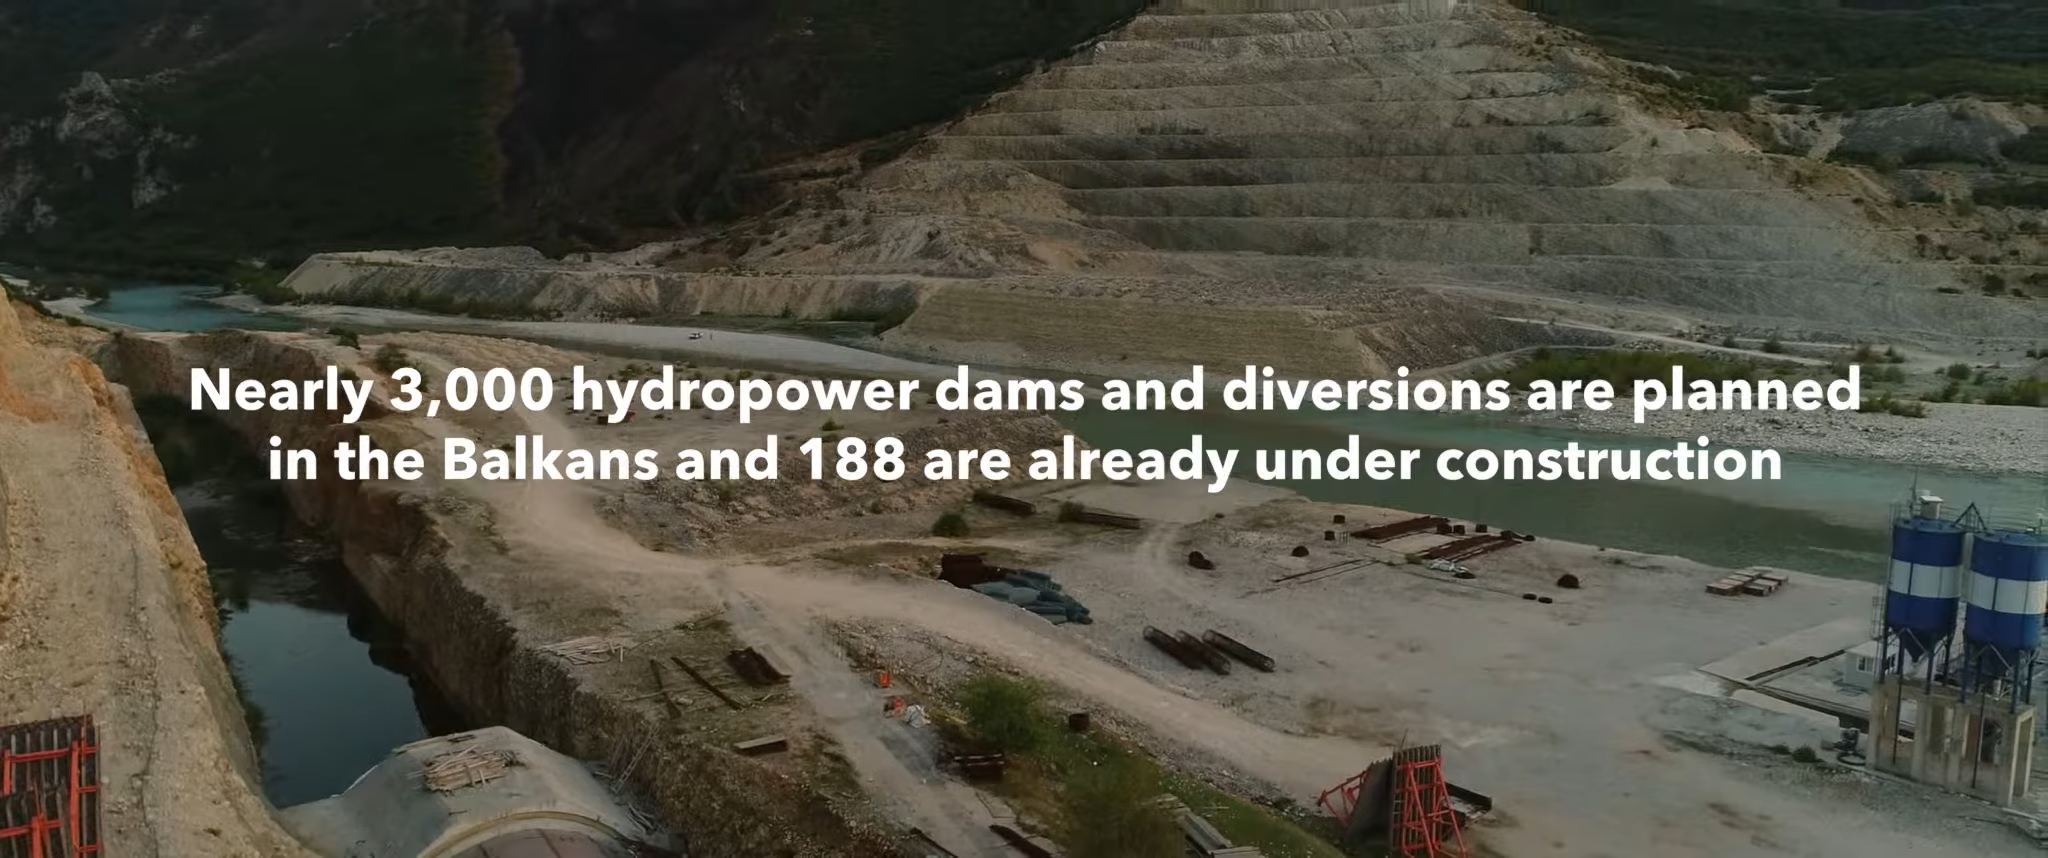 Nearly 3,000 hydropower dams and diversions are planned
in the Balkans and 188 are already under construction